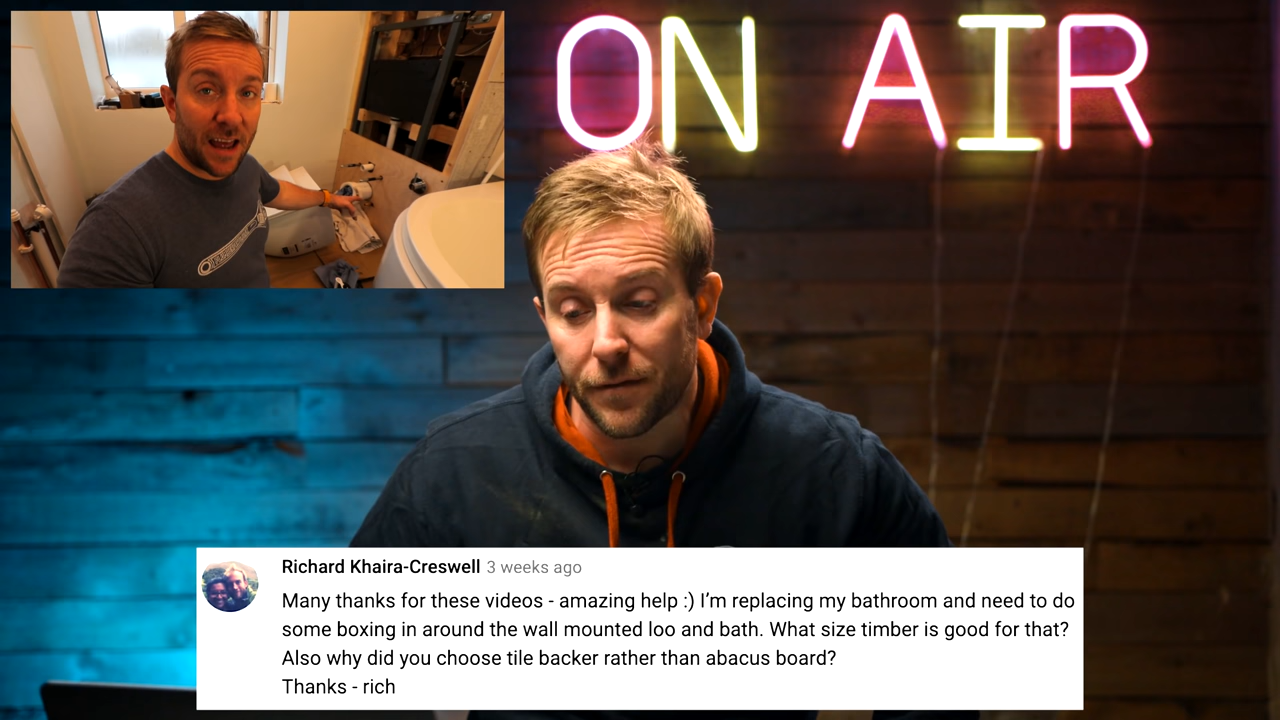 ON AIR
Richard Khaira-Creswell 3 weeks ago
Many thanks for these videos - amazing help :) I’m replacing my bathroom and need to do
some boxing in around the wall mounted loo and bath. What size timber is good for that?
Also why did you choose tile backer rather than abacus board?
Thanks - rich